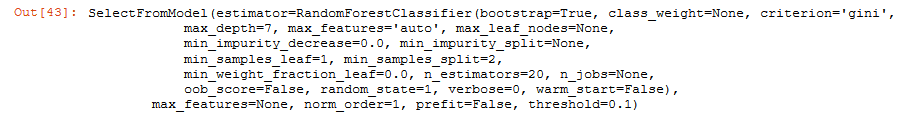 Out[43]: SelectFromModel(estimator=RandomForestClassifier(bootstrap=True, class_weight=None, criterion='gini',
max_depth=7, max_features='auto', max_leaf_nodes=None,
min_impurity_decrease=0.0, min_impurity_split=None,
min_samples_leaf=1, min_samples_split=2,
min_weight_fraction_leaf=0.0, n_estimators=20, n_jobs=None,
oob_score=False, random_state=1, verbose=0, warm_start=False),
max_features=None, norm_order=1, prefit=False, threshold=0.1)